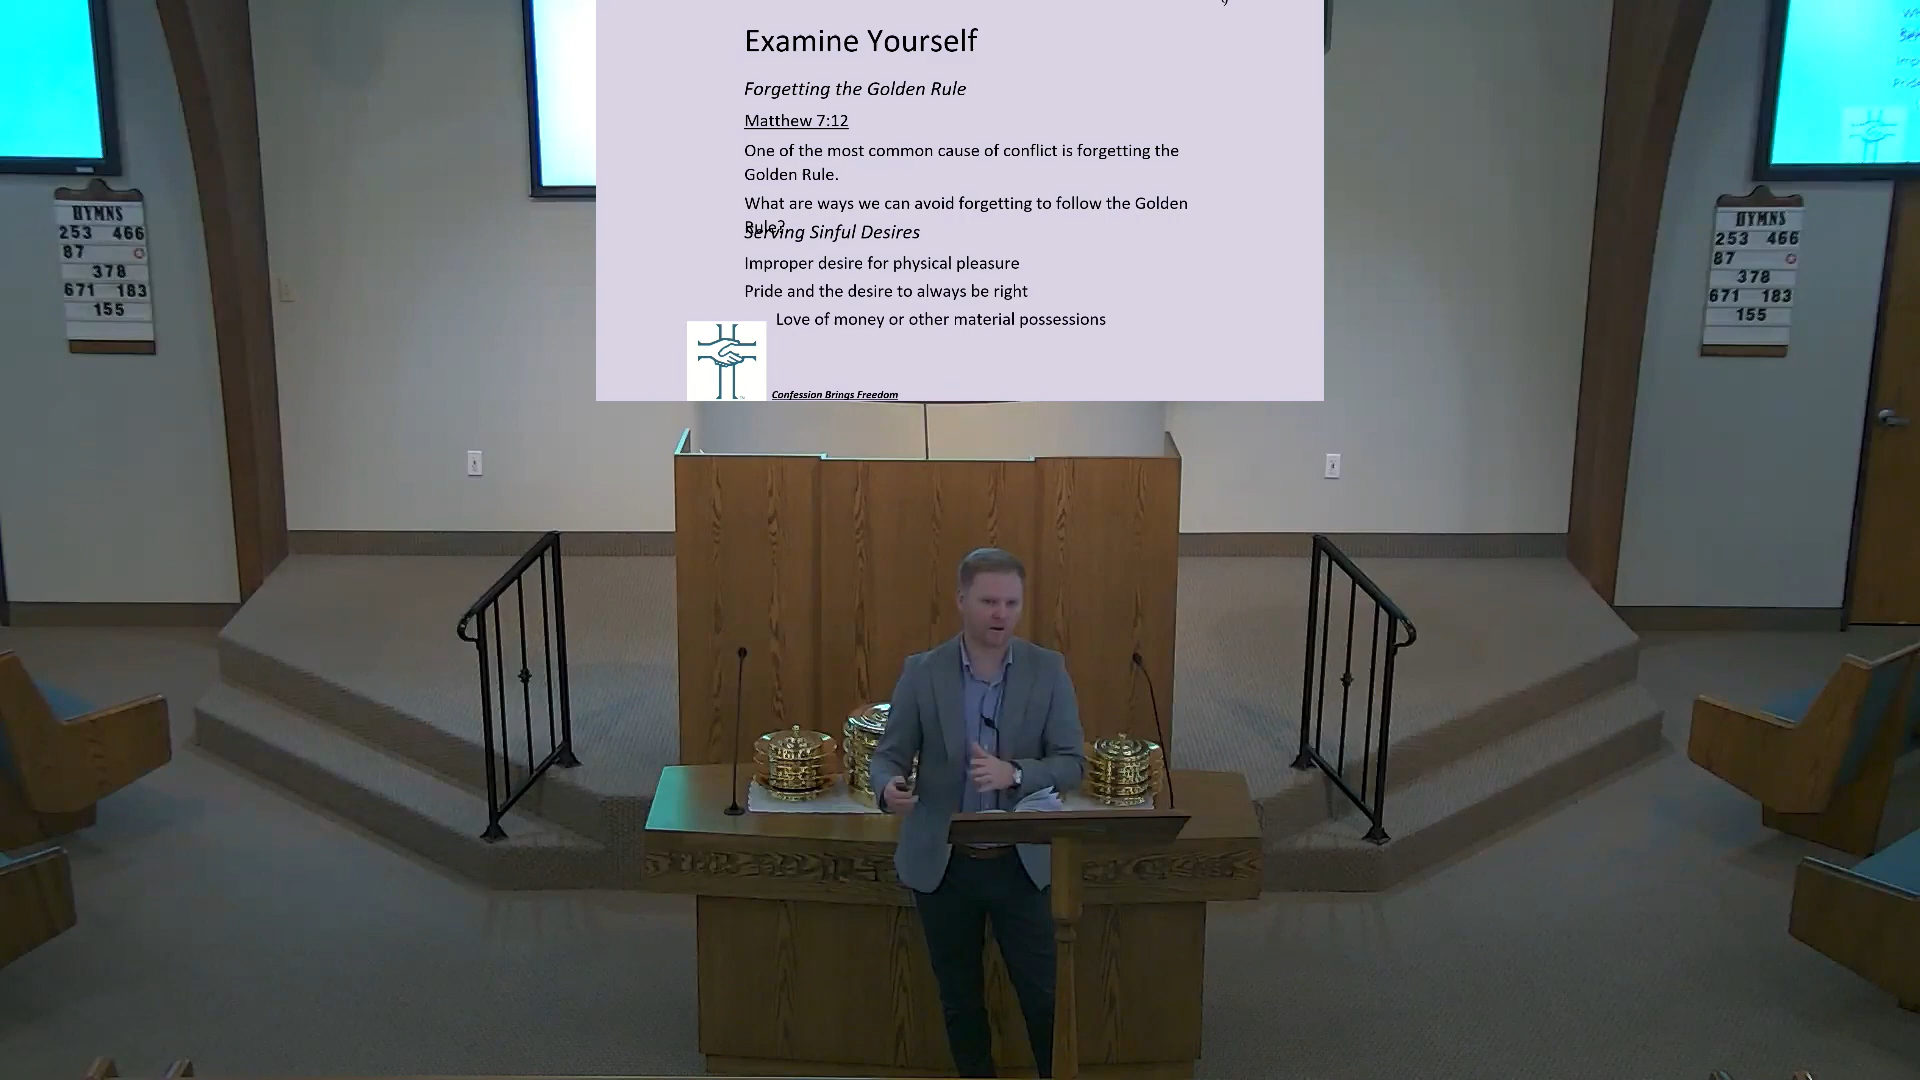 Examine Yourself
Forgetting the Golden Rule
Matthew 7:12
One of the most common cause of conflict is forgetting the
Golden Rule.
What are ways we can avoid forgetting to follow the Golden
Rule?
Serving Sinful Desires
Improper desire for physical pleasure
Pride and the desire to always be right
Love of money or other material possessions
Confession Brings Freedom
HYMNS
253 466
87
378
671 183
155
HYMNS
253 466
87
378
671 183
155